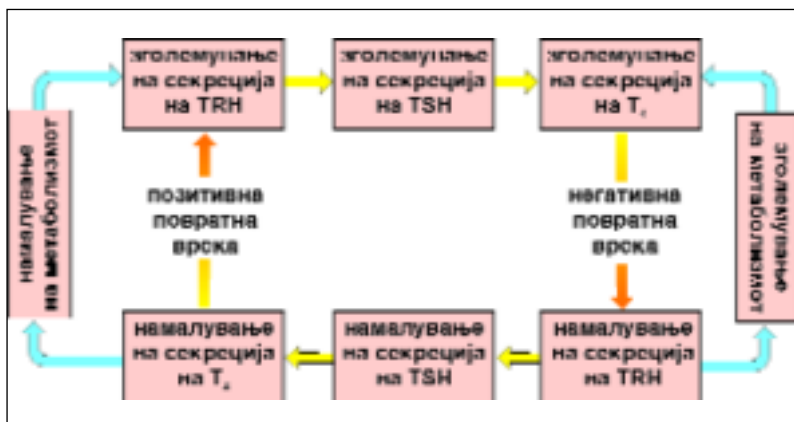 зголемување
на секреција
на TRH
зголемување
на секреција
на TSH
зголемување
на секреција
на T₄
намалување
на метаболизмот
позитивна
повратна
врска
негативна
повратна
врска
зголемување
на метаболизмот
намалување
на секреција
на T₄
намалување
на секреција
на TSH
намалување
на секреција
на TRH